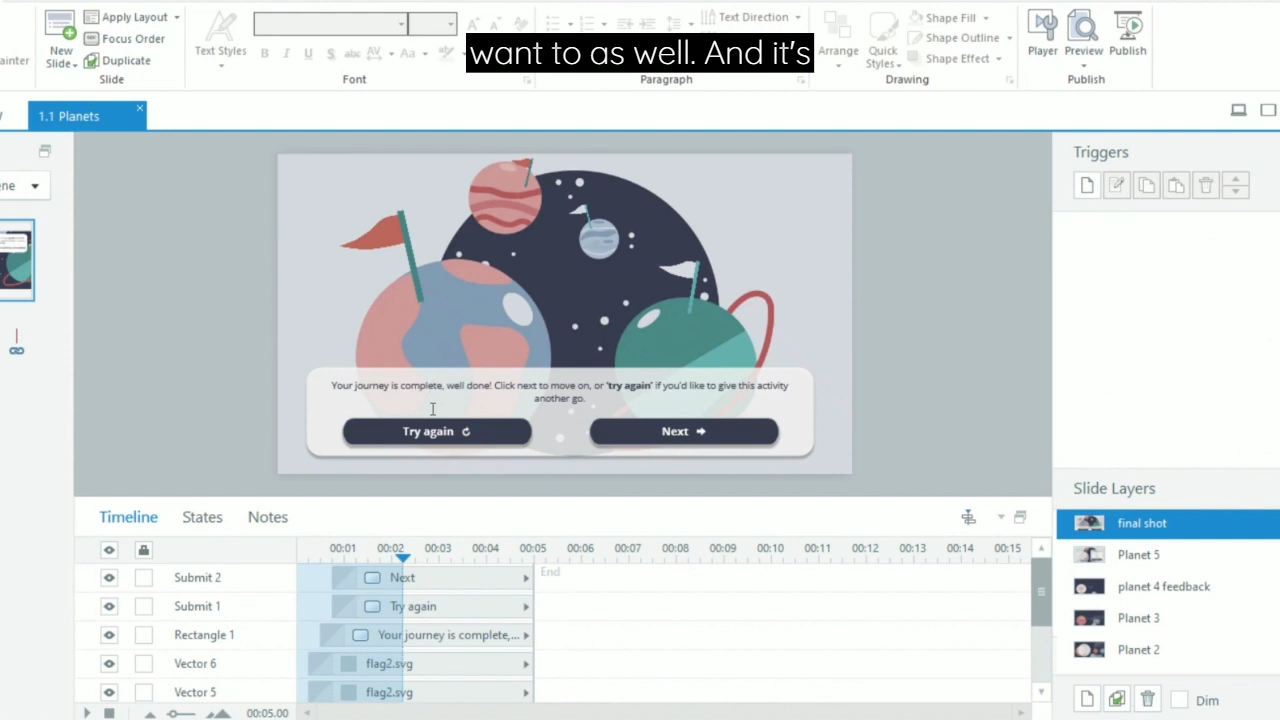 Apply Layout
Focus Order
Duplicate
New
Slide
Slide
ainter
Text Styles
B I U S abc AV Aa
Font
want to as well. And it's
Text Direction
Paragraph
Arrange
Quick
Styles
Shape Fill
Shape Outline
Shape Effect
Drawing
Player
Preview
Publish
Publish
1.1 Planets
ene
Your journey is complete, well done! Click next to move on, or 'try again' if you'd like to give this activity
another go.
Try again
Next
Triggers
Slide Layers
final shot
Planet 5
planet 4 feedback
Planet 3
Planet 2
Dim
Timeline States Notes
00:01 00:02 00:03 00:04 00:05 00:06 00:07 00:08 00:09 00:10 00:11 00:12 00:13 00:14 00:15
Submit 2 Next End
Submit 1 Try again
Rectangle 1 Your journey is complete,...
Vector 6 flag2.svg
Vector 5 flag2.svg
00:05.00